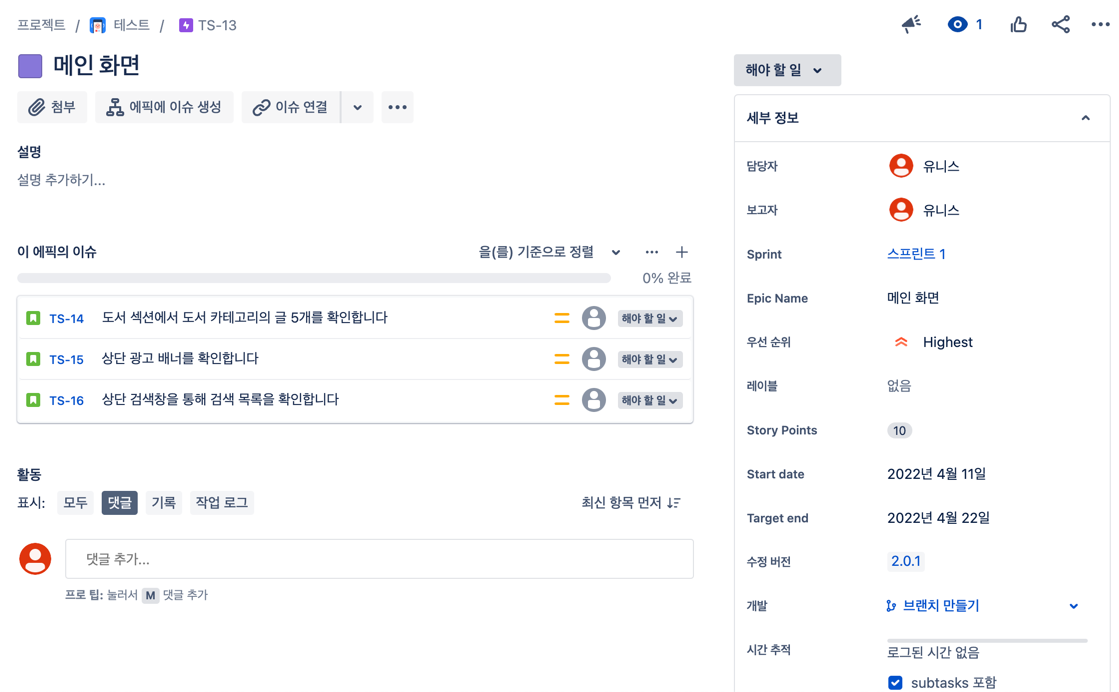 프로젝트 / 테스트 / TS-13
1
메인 화면
첨부 에픽에 이슈 생성 이슈 연결
설명
설명 추가하기...
이 에픽의 이슈 을(를) 기준으로 정렬
0% 완료
TS-14 도서 섹션에서 도서 카테고리의 글 5개를 확인합니다 해야 할 일
TS-15 상단 광고 배너를 확인합니다 해야 할 일
TS-16 상단 검색창을 통해 검색 목록을 확인합니다 해야 할 일
활동
표시: 모두 댓글 기록 작업 로그 최신 항목 먼저
댓글 추가...
프로 팁: 눌러서 M 댓글 추가
해야 할 일
세부 정보
담당자 유니스
보고자 유니스
Sprint 스프린트 1
Epic Name 메인 화면
우선 순위 Highest
레이블 없음
Story Points 10
Start date 2022년 4월 11일
Target end 2022년 4월 22일
수정 버전 2.0.1
개발 브랜치 만들기
시간 추적 로그된 시간 없음
subtasks 포함